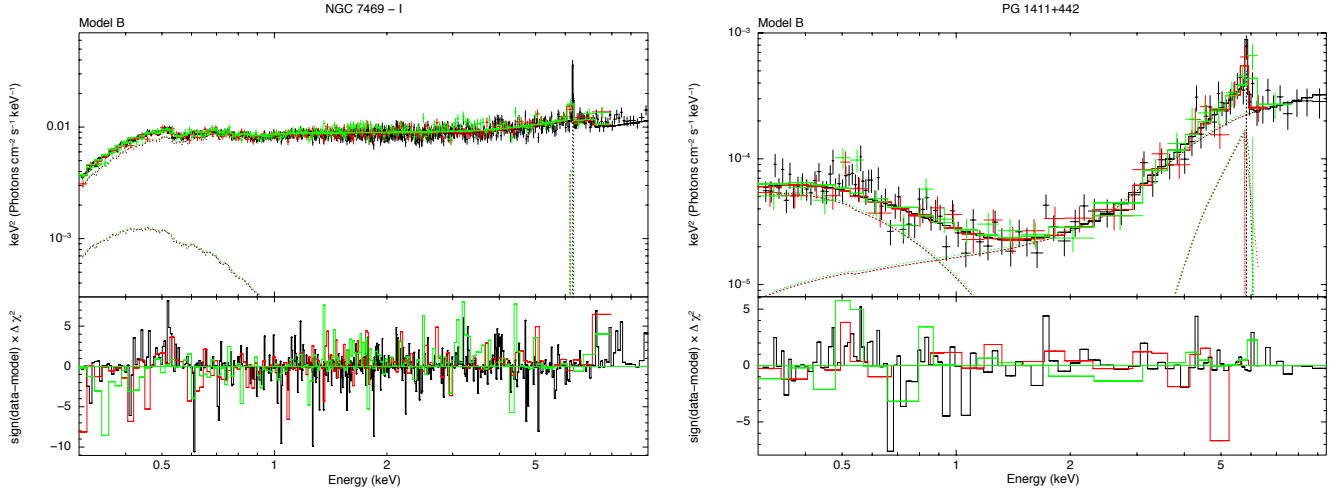 NGC 7469 – I
Model B
keV² (Photons cm⁻² s⁻¹ keV⁻¹)
0.01
10⁻³
sign(data−model) × Δ χ²
5
0
−5
−10
0.5
1
2
5
Energy (keV)
PG 1411+442
Model B
keV² (Photons cm⁻² s⁻¹ keV⁻¹)
10⁻³
10⁻⁴
10⁻⁵
sign(data−model) × Δ χ²
5
0
−5
0.5
1
2
5
Energy (keV)